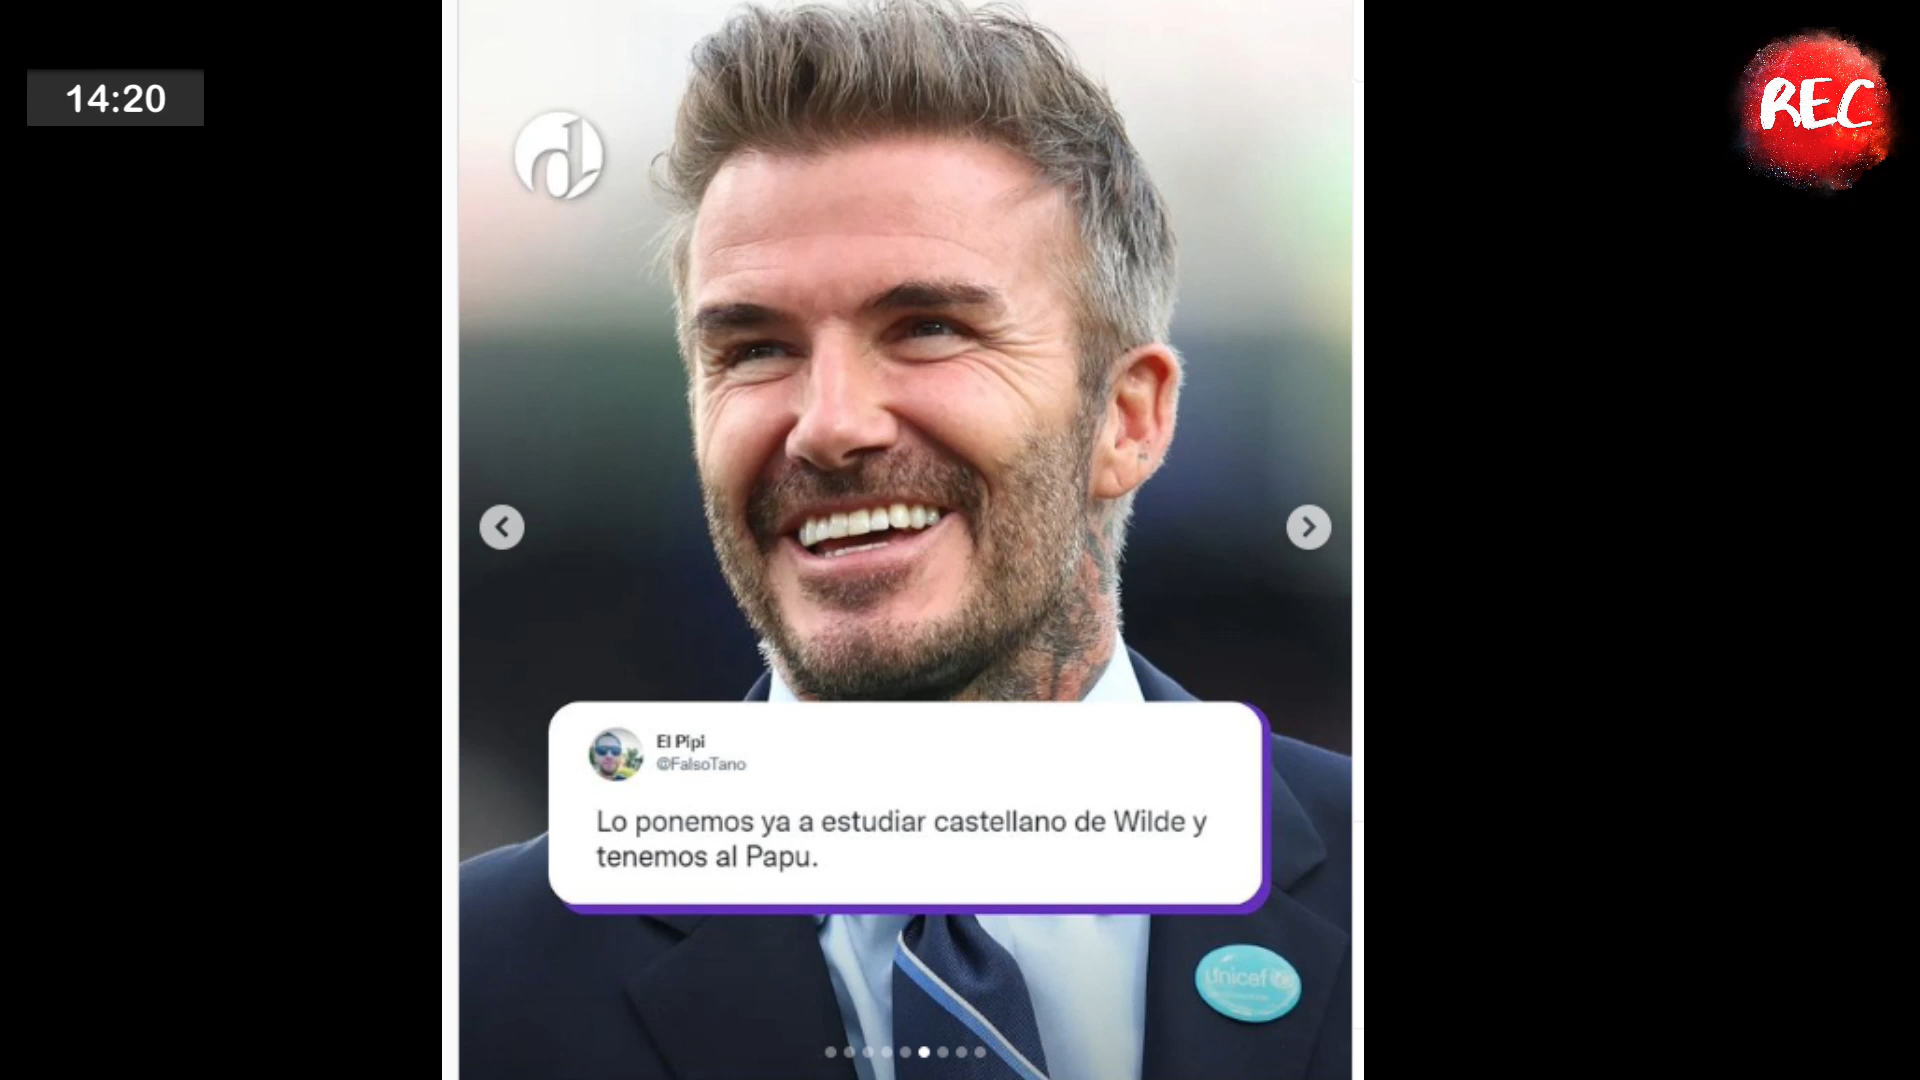 14:20
REC
El Pipi
@FalsoTano
Lo ponemos ya a estudiar castellano de Wilde y
tenemos al Papu.
unicef